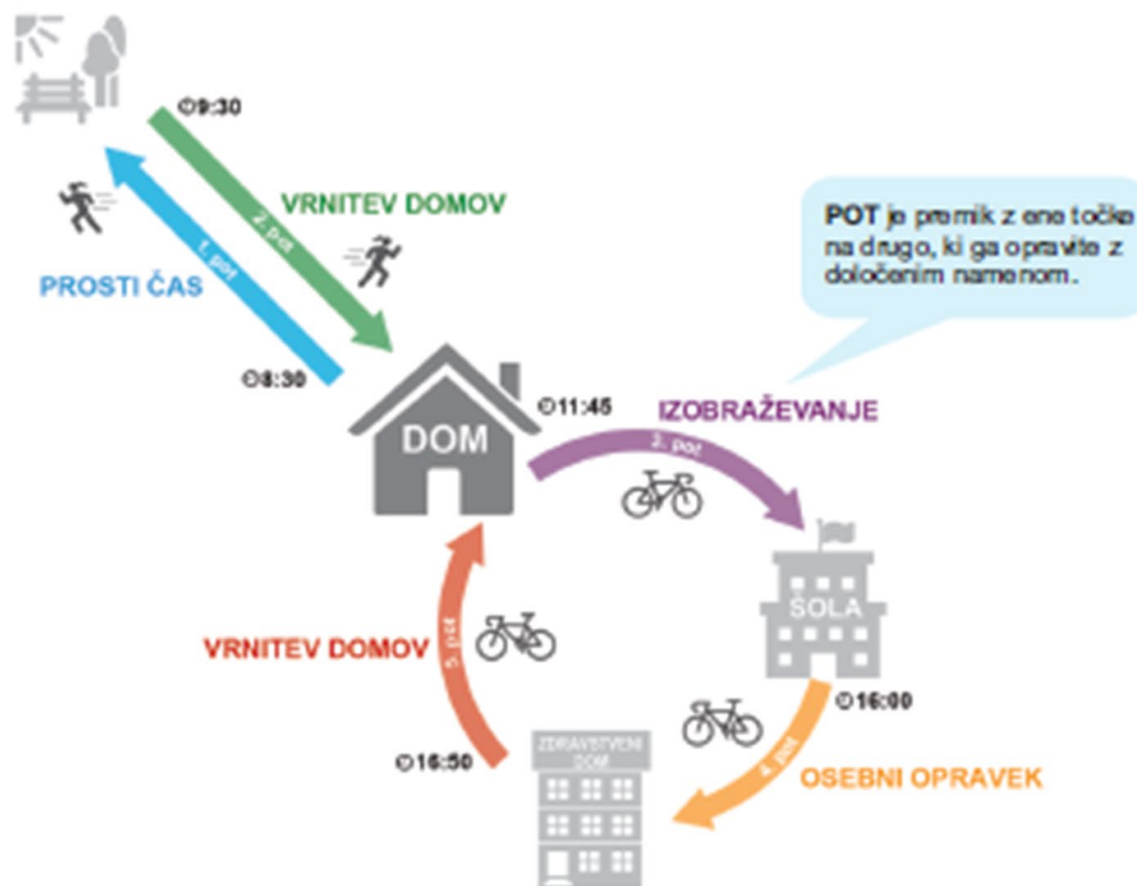 9:30
VRNITEV DOMOV
2. pot
1. pot
PROSTI ČAS
8:30
POT je premik z ene točke
na drugo, ki ga opravite z
določenim namenom.
DOM
11:45
IZOBRAŽEVANJE
3. pot
ŠOLA
VRNITEV DOMOV
5. pot
16:00
16:50
ZDRAVSTVENI
DOM
4. pot
OSEBNI OPRAVEK